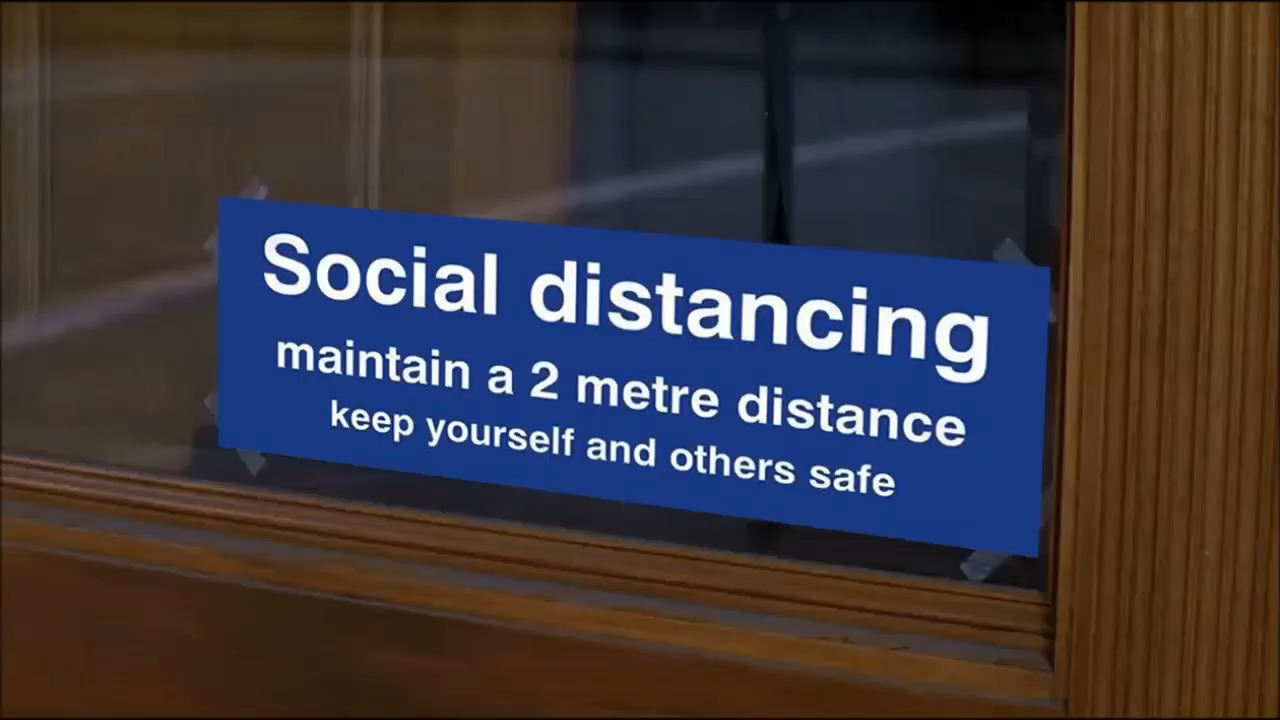 Social distancing
maintain a 2 metre distance
keep yourself and others safe